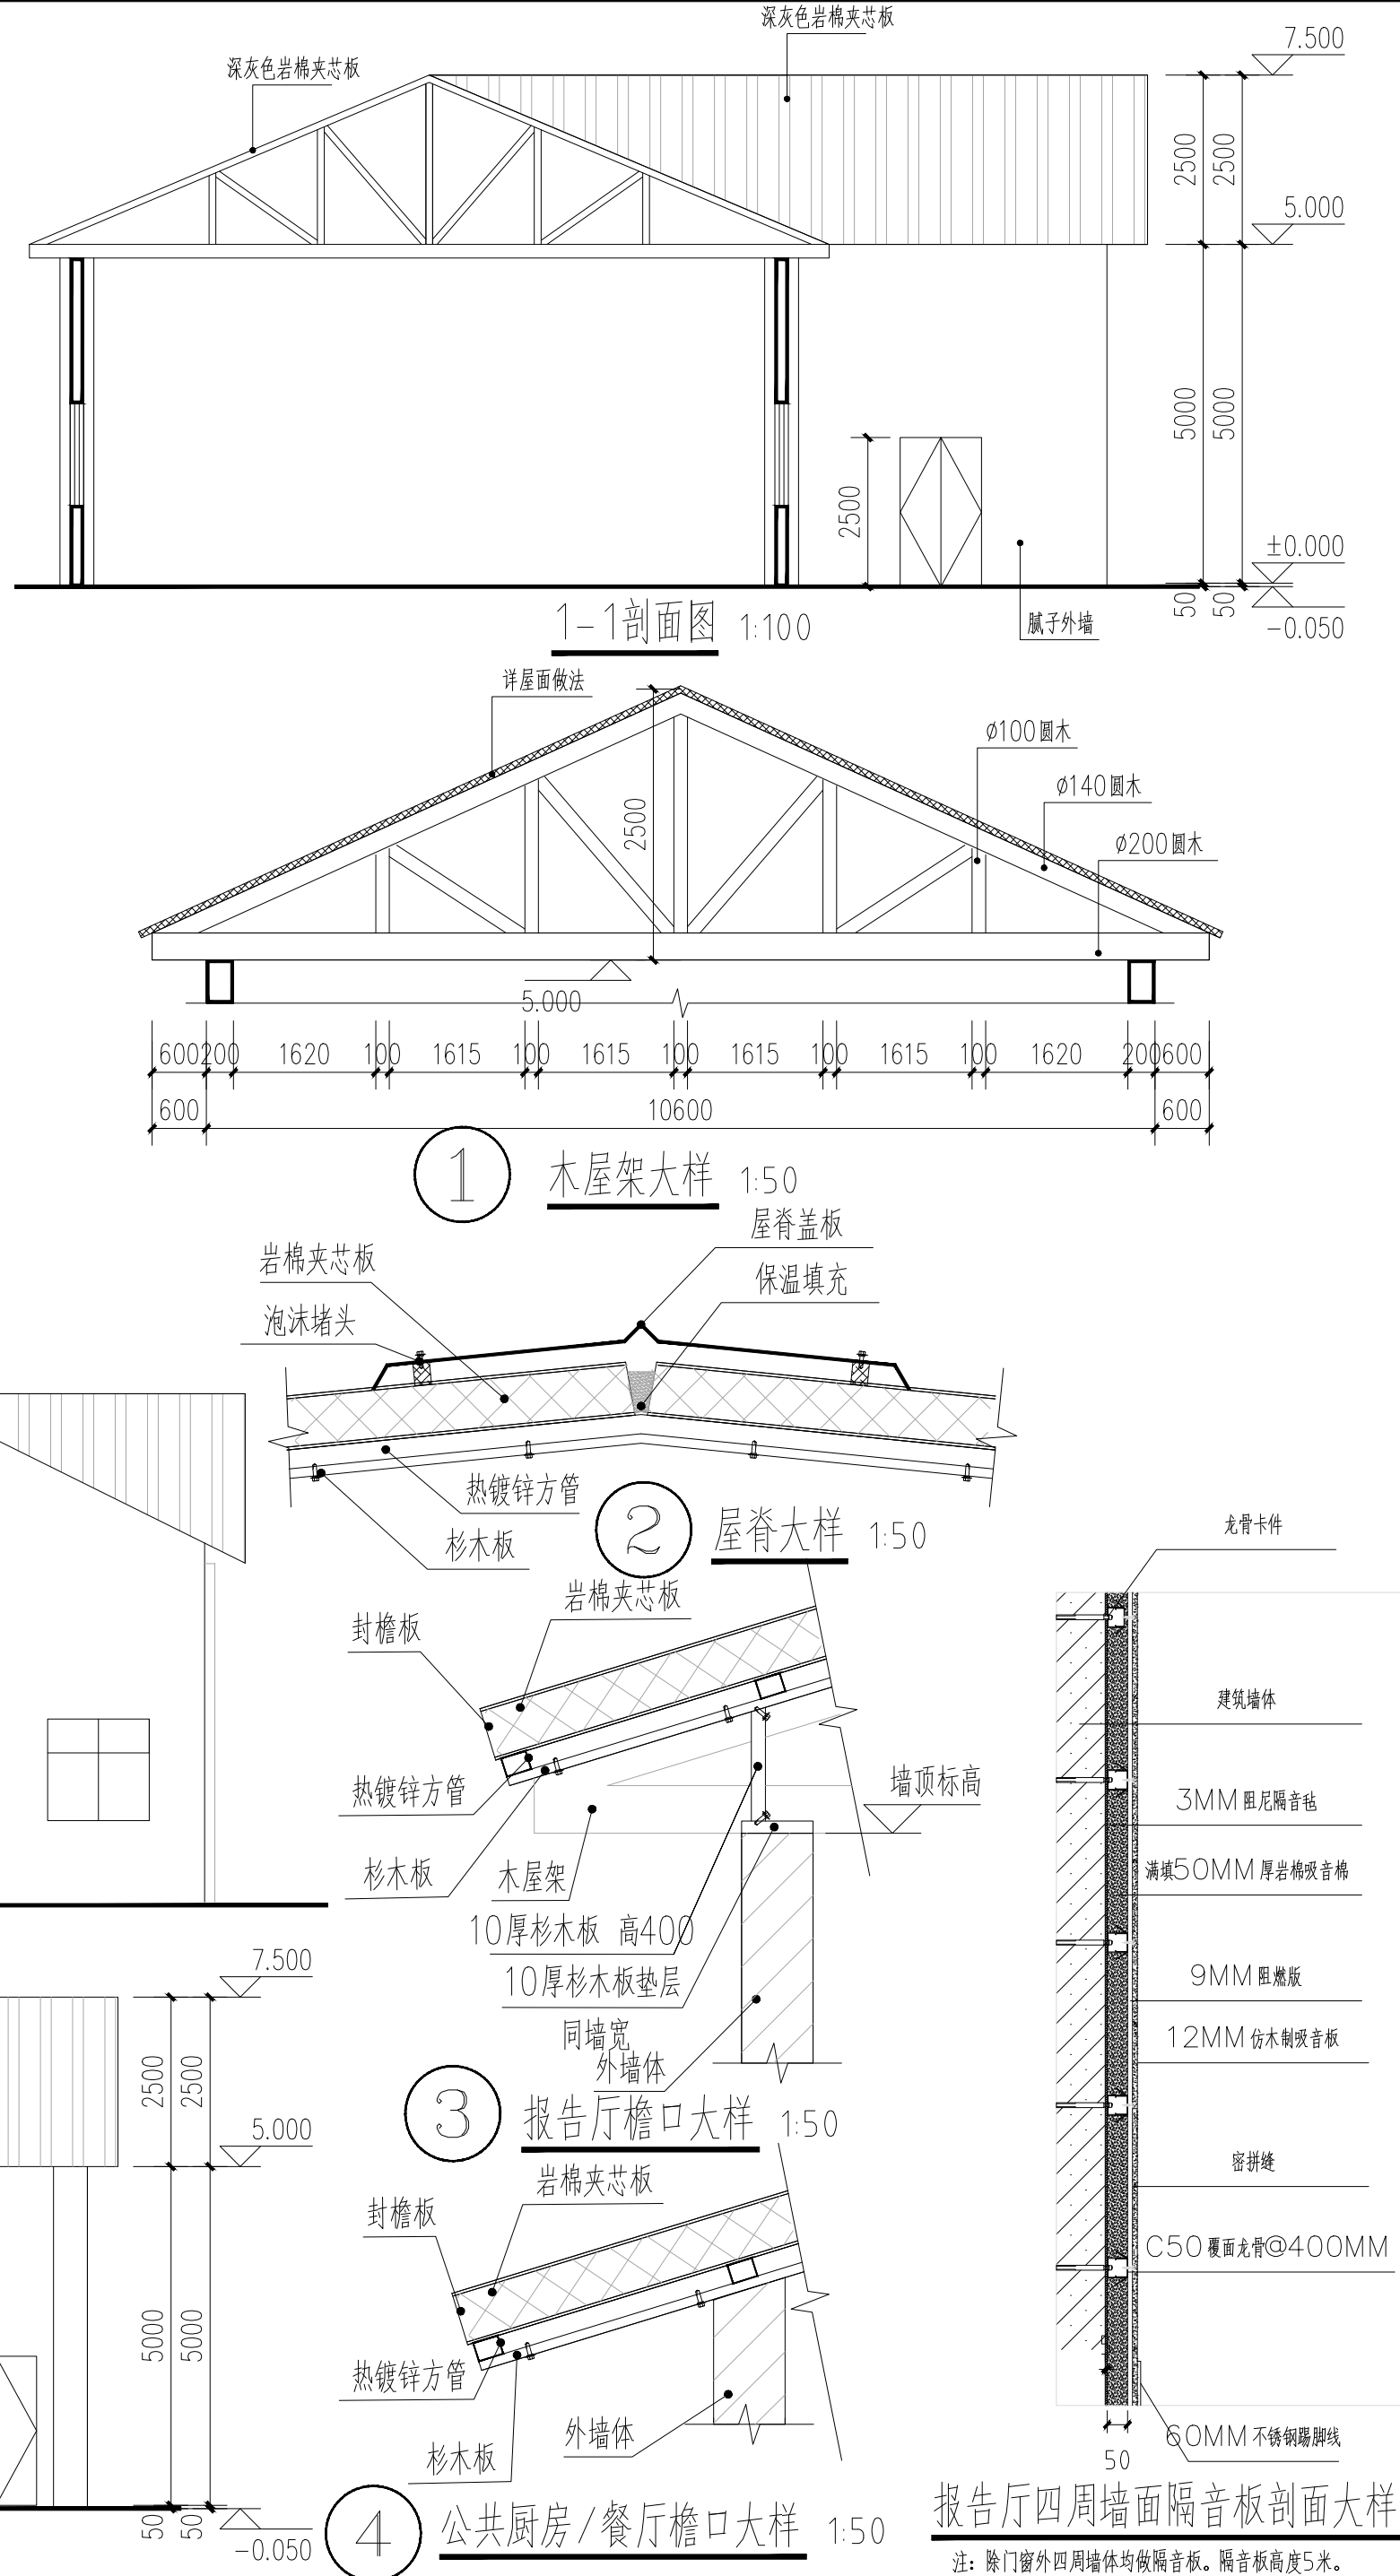 深灰色岩棉夹芯板
深灰色岩棉夹芯板
7.500
2500
2500
5.000
5000
5000
2500
±0.000
50
50
-0.050
腻子外墙
1-1剖面图 1:100
详屋面做法
2500
ø100圆木
ø140圆木
ø200圆木
5.000
600 200 1620 100 1615 100 1615 100 1615 100 1615 100 1620 200 600
600 10600 600
1 木屋架大样 1:50
屋脊盖板
岩棉夹芯板
保温填充
泡沫堵头
热镀锌方管
杉木板
2 屋脊大样 1:50
岩棉夹芯板
封檐板
热镀锌方管
墙顶标高
杉木板
木屋架
10厚杉木板 高400
10厚杉木板垫层
同墙宽
外墙体
3 报告厅檐口大样 1:50
7.500
2500
2500
5.000
5000
5000
50
50
-0.050
岩棉夹芯板
封檐板
热镀锌方管
外墙体
杉木板
4 公共厨房/餐厅檐口大样 1:50
龙骨卡件
建筑墙体
3MM阻尼隔音毡
满填50MM厚岩棉吸音棉
9MM阻燃版
12MM仿木制吸音板
密拼缝
C50覆面龙骨@400MM
60MM不锈钢踢脚线
50
报告厅四周墙面隔音板剖面大样
注：除门窗外四周墙体均做隔音板。隔音板高度5米。